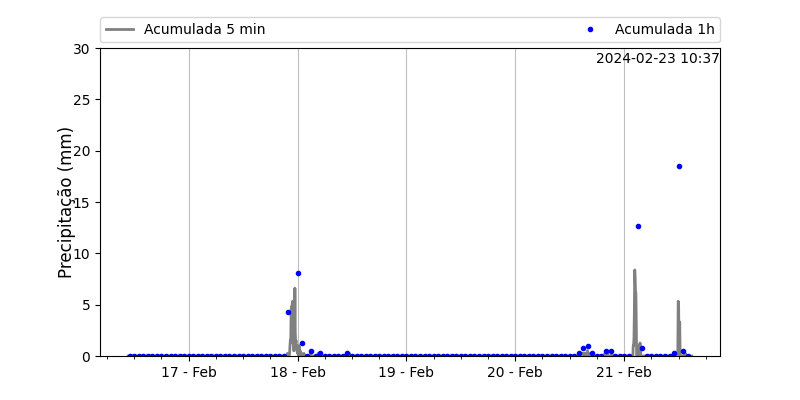 Acumulada 5 min
Acumulada 1h
2024-02-23 10:37
Precipitação (mm)
30
25
20
15
10
5
0
17 - Feb
18 - Feb
19 - Feb
20 - Feb
21 - Feb